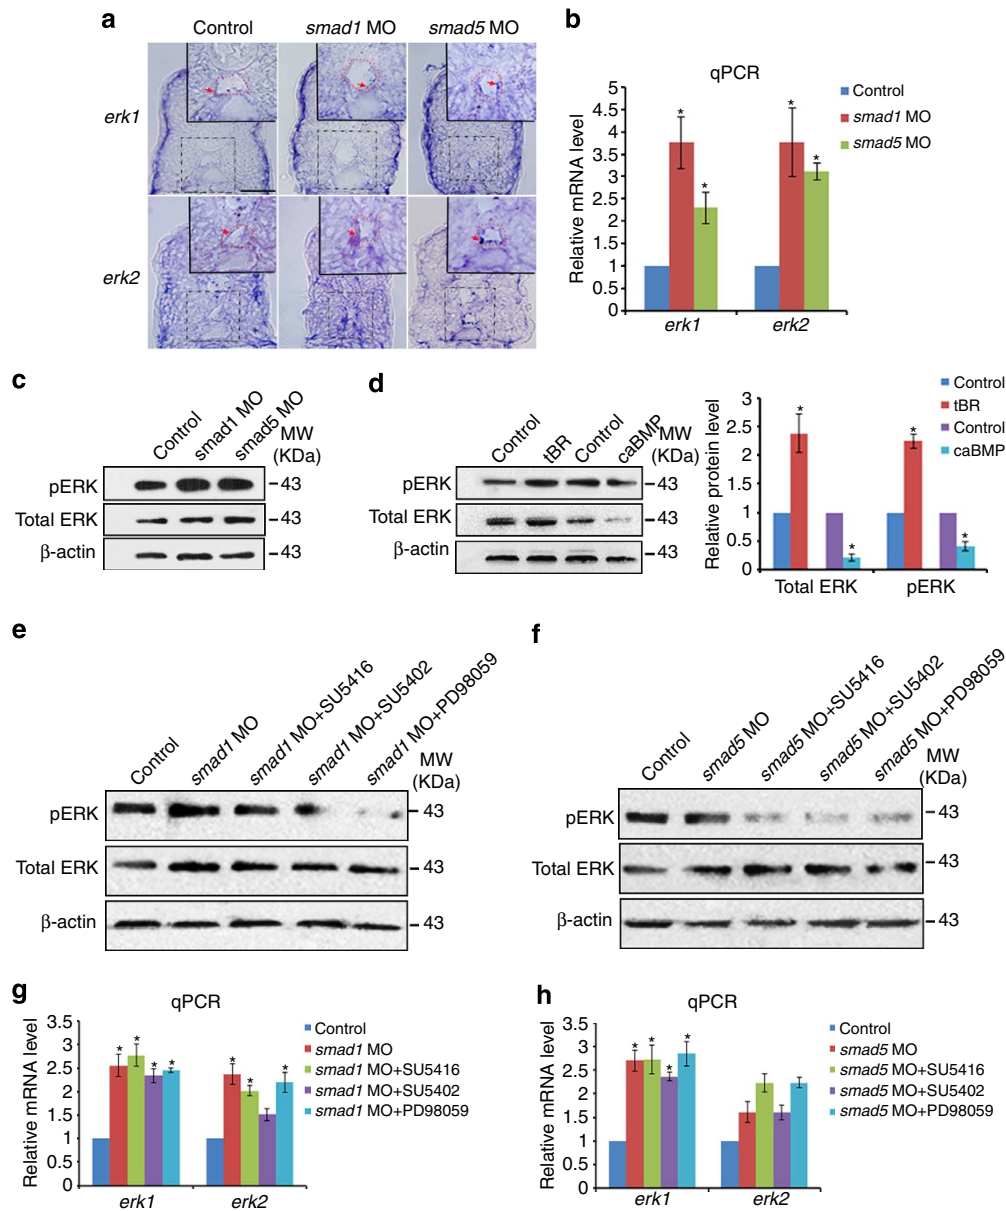 a
Control
smad1 MO
smad5 MO
erk1
erk2
b
qPCR
Relative mRNA level
5
4.5
4
3.5
3
2.5
2
1.5
1
0.5
0
*
*
*
*
erk1
erk2
Control
smad1 MO
smad5 MO
c
Control
smad1 MO
smad5 MO
MW
(KDa)
pERK
43
Total ERK
43
β-actin
43
d
Control
tBR
Control
caBMP
MW
(KDa)
pERK
43
Total ERK
43
β-actin
43
Relative protein level
3
2.5
2
1.5
1
0.5
0
*
*
*
*
Total ERK
pERK
Control
tBR
Control
caBMP
e
Control
smad1 MO
smad1 MO+SU5416
smad1 MO+SU5402
smad1 MO+PD98059
MW
(KDa)
pERK
43
Total ERK
43
β-actin
43
f
Control
smad5 MO
smad5 MO+SU5416
smad5 MO+SU5402
smad5 MO+PD98059
MW
(KDa)
pERK
43
Total ERK
43
β-actin
43
g
qPCR
Relative mRNA level
3.5
3
2.5
2
1.5
1
0.5
0
*
*
*
*
*
*
*
erk1
erk2
Control
smad1 MO
smad1 MO+SU5416
smad1 MO+SU5402
smad1 MO+PD98059
h
qPCR
Relative mRNA level
3.5
3
2.5
2
1.5
1
0.5
0
*
*
*
*
erk1
erk2
Control
smad5 MO
smad5 MO+SU5416
smad5 MO+SU5402
smad5 MO+PD98059